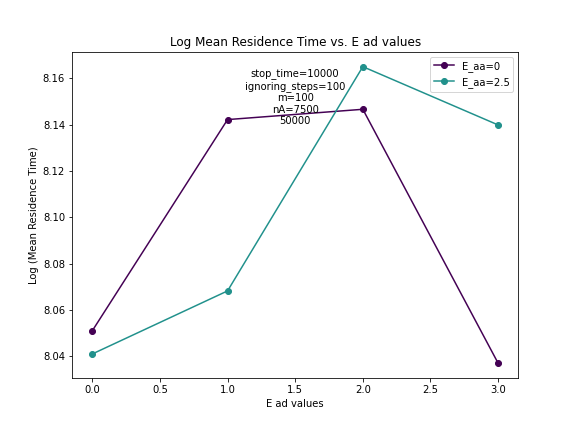 Log Mean Residence Time vs. E ad values
stop_time=10000
ignoring_steps=100
m=100
nA=7500
50000
E_aa=0
E_aa=2.5
Log (Mean Residence Time)
8.16
8.14
8.12
8.10
8.08
8.06
8.04
0.0 0.5 1.0 1.5 2.0 2.5 3.0
E ad values